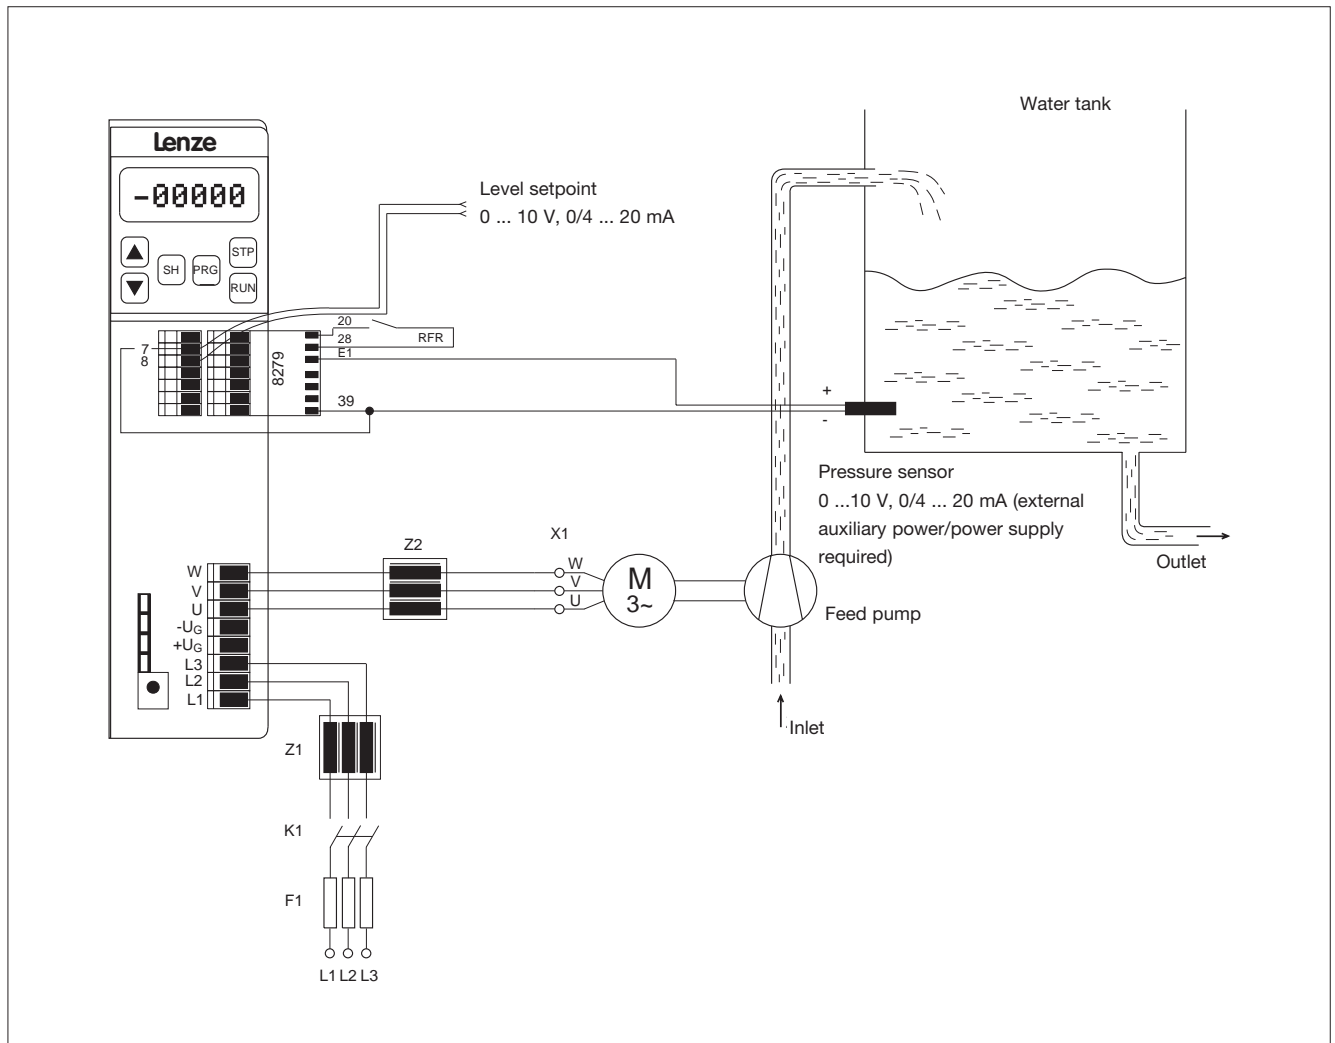 Water tank
Lenze
-00000
Level setpoint
0 ... 10 V, 0/4 ... 20 mA
STP
SH
PRG
RUN
20
28
RFR
7
8
E1
8279
39
+
-
Pressure sensor
0 ...10 V, 0/4 ... 20 mA (external
auxiliary power/power supply
required)
Outlet
Z2
X1
W
V
U
-UG
+UG
L3
L2
L1
W
V
U
M
3~
Feed pump
Inlet
Z1
K1
F1
L1 L2 L3